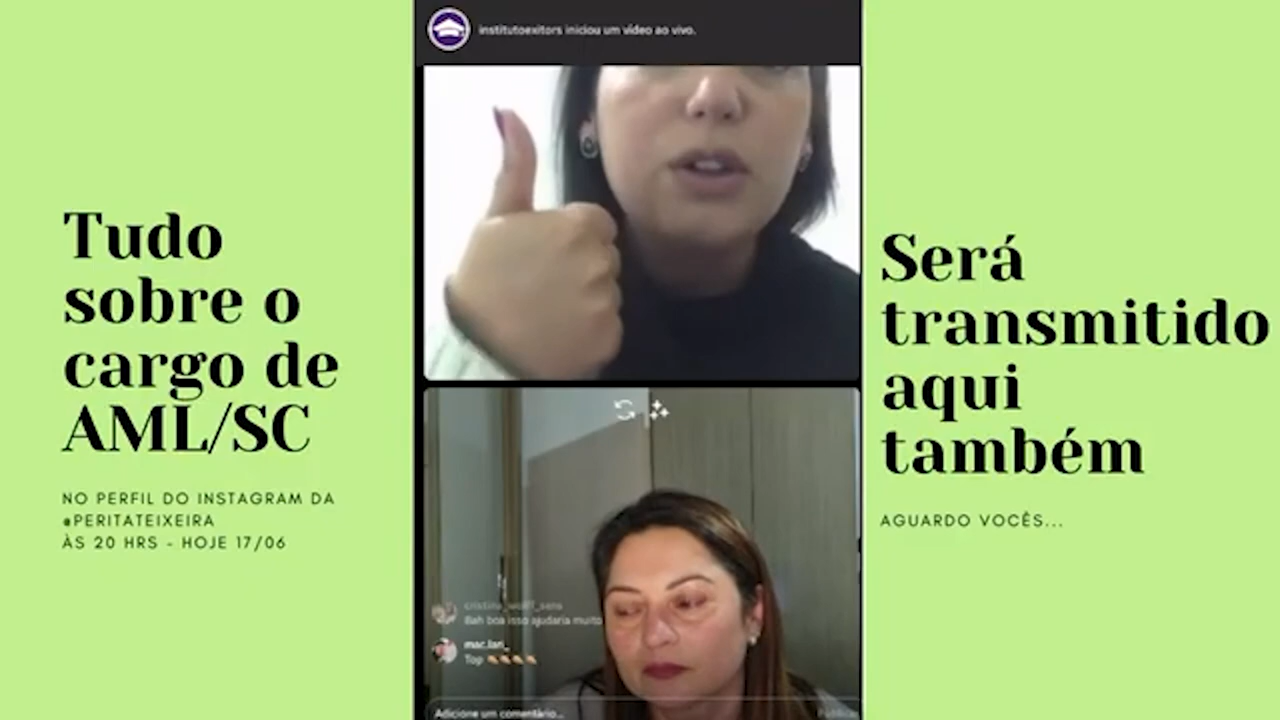 institutoexitors iniciou um vídeo ao vivo.
Tudo
sobre o
cargo de
AML/SC
NO PERFIL DO INSTAGRAM DA
@PERITATEIXEIRA
ÀS 20 HRS - HOJE 17/06
Será
transmitido
aqui
também
AGUARDO VOCÊS...
Bah boa isso ajudaria muito
mac.lari_
Top 👏🏼👏🏼👏🏼👏🏼
Adicione um comentário...